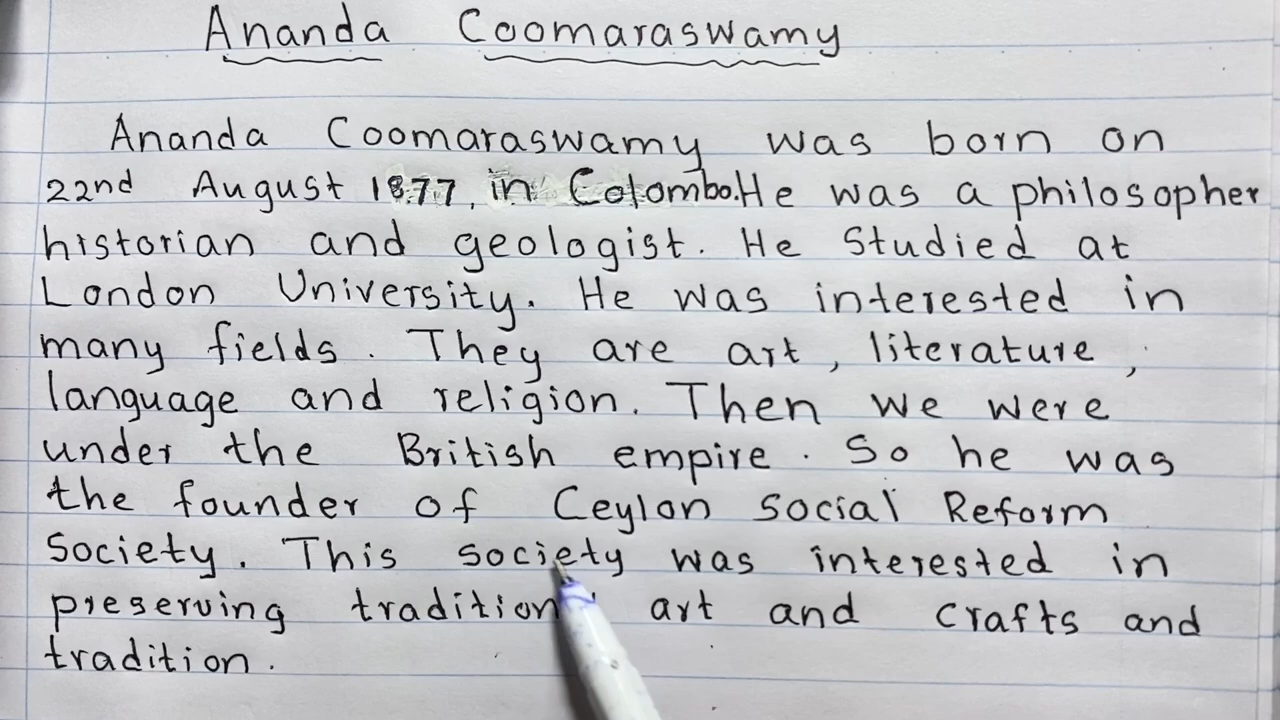 Ananda Coomaraswamy
Ananda Coomaraswamy was born on
22nd August 1877, in Colombo.He was a philosopher
historian and geologist. He studied at
London University. He was interested in
many fields. They are art, literature,
language and religion. Then we were
under the British empire. So he was
the founder of Ceylon social Reform
society. This society was interested in
preserving art and crafts and
tradition.